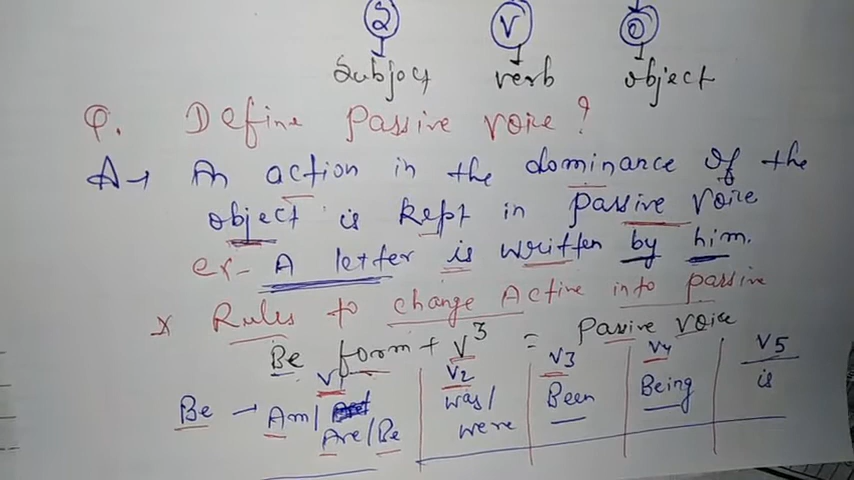 S V O
Subject verb object
Q. Define Passive Voice ?
A→ An action in the dominance of the
object is kept in passive voice
ex- A letter is written by him.
* Rules to change Active into passive
Be form + V3 = Passive Voice
V1 V2 V3 V4 V5
Be → Am/ was/ Been Being is
Are/Be were